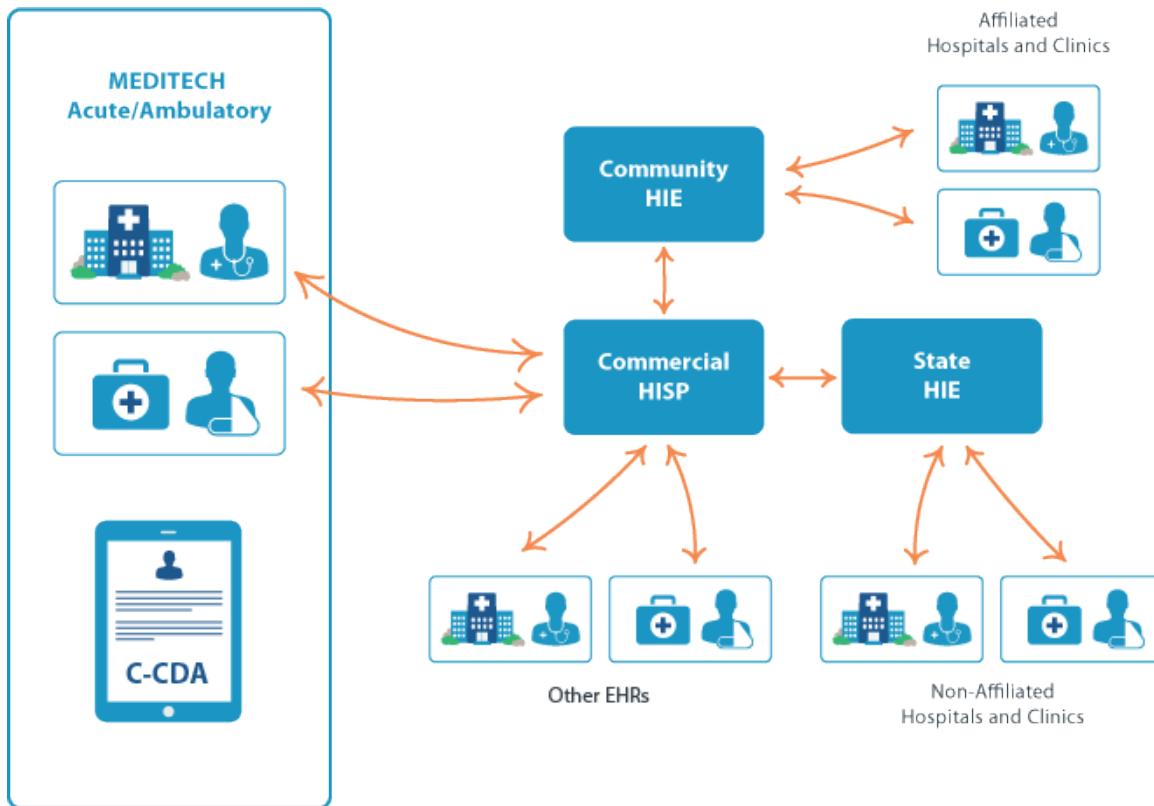 MEDITECH
Acute/Ambulatory
C-CDA
Affiliated
Hospitals and Clinics
Community
HIE
Commercial
HISP
State
HIE
Other EHRs
Non-Affiliated
Hospitals and Clinics